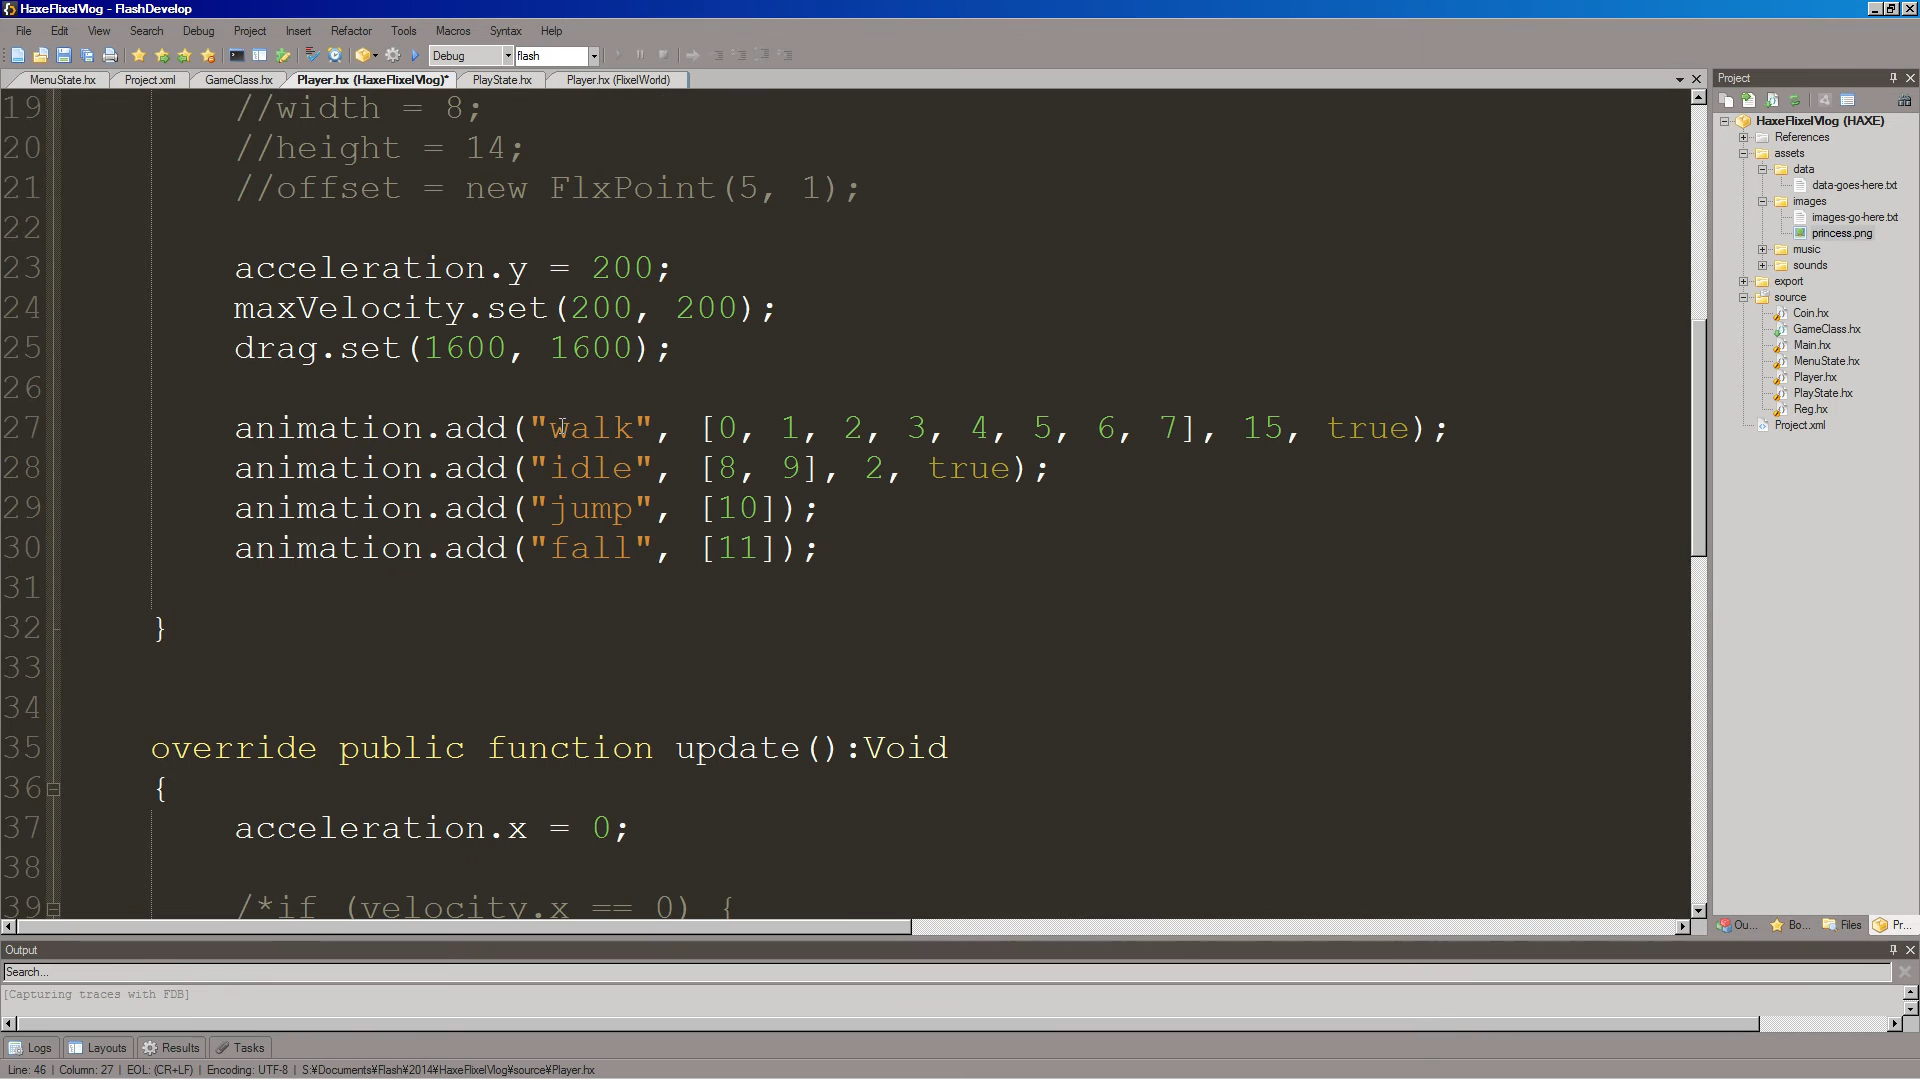 HaxeFlixelVlog - FlashDevelop
File Edit View Search Debug Project Insert Refactor Tools Macros Syntax Help
Debug flash
MenuState.hx Project.xml GameClass.hx Player.hx (HaxeFlixelVlog)* PlayState.hx Player.hx (FlixelWorld)
19 //width = 8;
20 //height = 14;
21 //offset = new FlxPoint(5, 1);
22
23 acceleration.y = 200;
24 maxVelocity.set(200, 200);
25 drag.set(1600, 1600);
26
27 animation.add("walk", [0, 1, 2, 3, 4, 5, 6, 7], 15, true);
28 animation.add("idle", [8, 9], 2, true);
29 animation.add("jump", [10]);
30 animation.add("fall", [11]);
31
32 }
33
34
35 override public function update():Void
36 {
37 acceleration.x = 0;
38
39 /*if (velocity.x == 0) {
Project
HaxeFlixelVlog (HAXE)
References
assets
data
data-goes-here.txt
images
images-go-here.txt
princess.png
music
sounds
export
source
Coin.hx
GameClass.hx
Main.hx
MenuState.hx
Player.hx
PlayState.hx
Reg.hx
Project.xml
Ou... Bo... Files Pr...
Output
Search...
[Capturing traces with FDB]
Logs Layouts Results Tasks
Line: 46 | Column: 27 | EOL: (CR+LF) | Encoding: UTF-8 | S:¥Documents¥Flash¥2014¥HaxeFlixelVlog¥source¥Player.hx